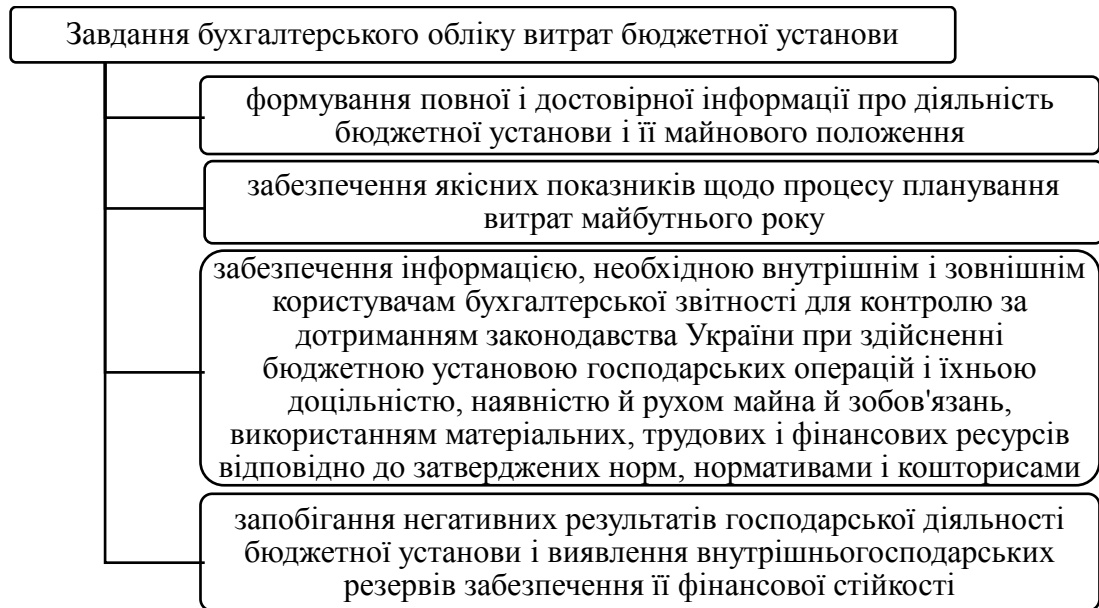 Завдання бухгалтерського обліку витрат бюджетної установи
формування повної і достовірної інформації про діяльність
бюджетної установи і її майнового положення
забезпечення якісних показників щодо процесу планування
витрат майбутнього року
забезпечення інформацією, необхідною внутрішнім і зовнішнім
користувачам бухгалтерської звітності для контролю за
дотриманням законодавства України при здійсненні
бюджетною установою господарських операцій і їхньою
доцільністю, наявністю й рухом майна й зобов'язань,
використанням матеріальних, трудових і фінансових ресурсів
відповідно до затверджених норм, нормативами і кошторисами
запобігання негативних результатів господарської діяльності
бюджетної установи і виявлення внутрішньогосподарських
резервів забезпечення її фінансової стійкості